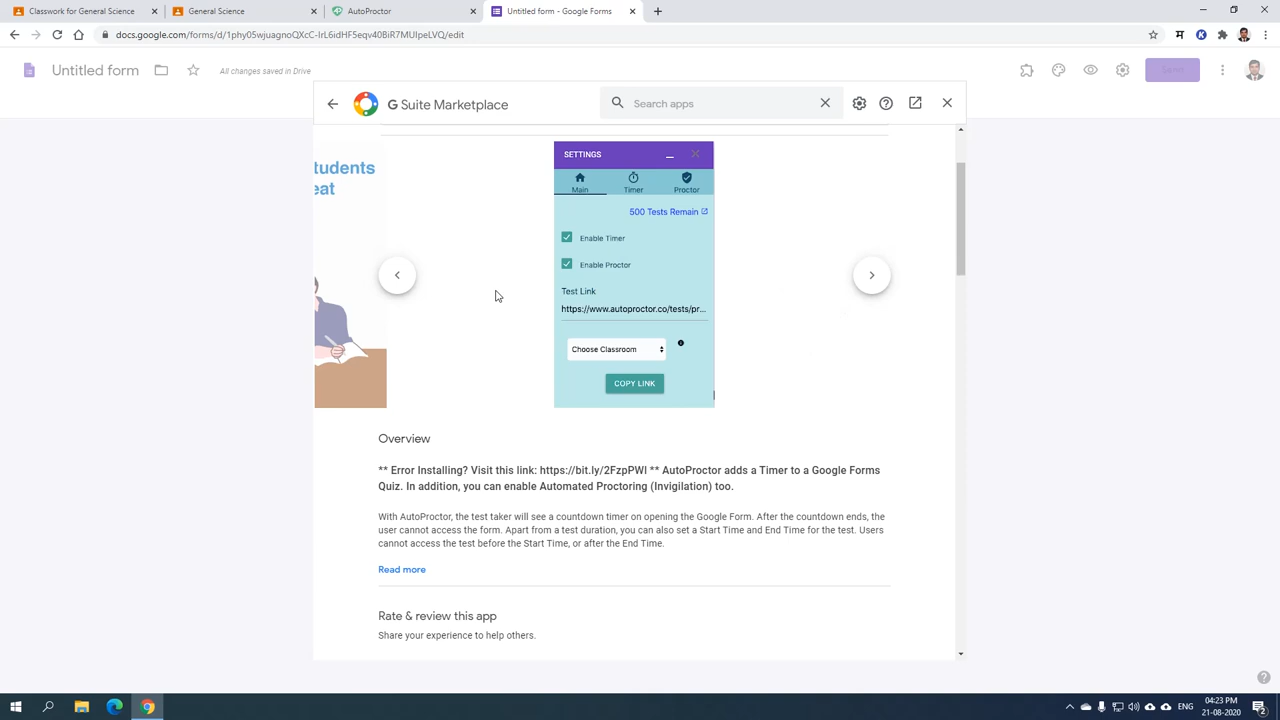 Classwork for General Science
General Science
AutoProctor
Untitled form - Google Forms
docs.google.com/forms/d/1phy05wjuagnoQXcC-IrL6idHF5eqv40BiR7MUIpeLVQ/edit
Untitled form
All changes saved in Drive
Send
G Suite Marketplace
Search apps
tudents
eat
SETTINGS
Main Timer Proctor
500 Tests Remain
Enable Timer
Enable Proctor
Test Link
https://www.autoproctor.co/tests/pr...
Choose Classroom
COPY LINK
Overview
** Error Installing? Visit this link: https://bit.ly/2FzpPWI ** AutoProctor adds a Timer to a Google Forms
Quiz. In addition, you can enable Automated Proctoring (Invigilation) too.
With AutoProctor, the test taker will see a countdown timer on opening the Google Form. After the countdown ends, the
user cannot access the form. Apart from a test duration, you can also set a Start Time and End Time for the test. Users
cannot access the test before the Start Time, or after the End Time.
Read more
Rate & review this app
Share your experience to help others.
ENG
04:23 PM
21-08-2020
2